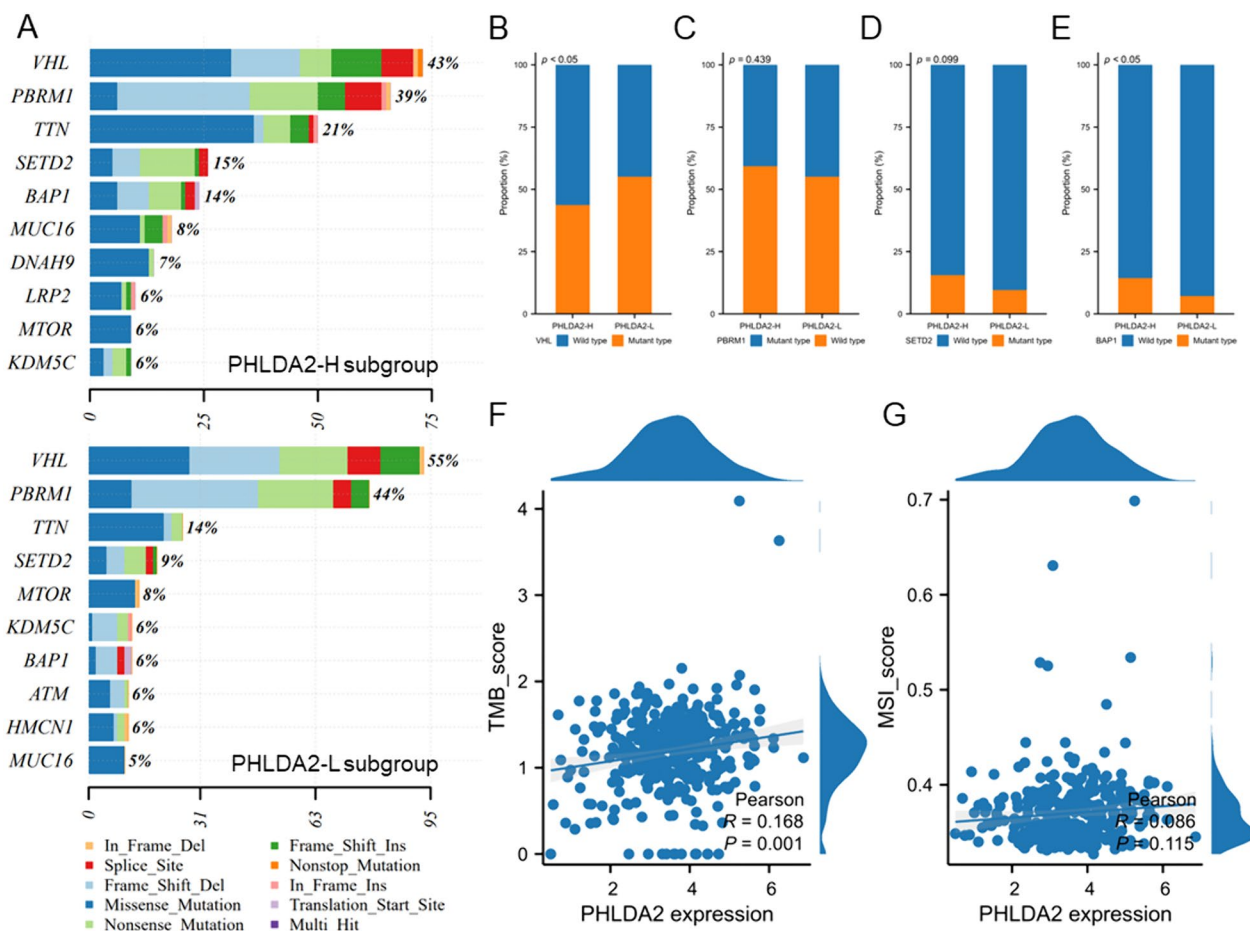 A
VHL
43%
PBRM1
39%
TTN
21%
SETD2
15%
BAP1
14%
MUC16
8%
DNAH9
7%
LRP2
6%
MTOR
6%
KDM5C
6%
PHLDA2-H subgroup
0 25 50 75
VHL
55%
PBRM1
44%
TTN
14%
SETD2
9%
MTOR
8%
KDM5C
6%
BAP1
6%
ATM
6%
HMCN1
6%
MUC16
5%
PHLDA2-L subgroup
0 31 63 95
In_Frame_Del
Splice_Site
Frame_Shift_Del
Missense_Mutation
Nonsense_Mutation
Frame_Shift_Ins
Nonstop_Mutation
In_Frame_Ins
Translation_Start_Site
Multi_Hit
B
p < 0.05
Proportion (%)
100
75
50
25
0
PHLDA2-H PHLDA2-L
VHL Wild type Mutant type
C
p = 0.439
Proportion (%)
100
75
50
25
0
PHLDA2-H PHLDA2-L
PBRM1 Mutant type Wild type
D
p = 0.099
Proportion (%)
100
75
50
25
0
PHLDA2-H PHLDA2-L
SETD2 Wild type Mutant type
E
p < 0.05
Proportion (%)
100
75
50
25
0
PHLDA2-H PHLDA2-L
BAP1 Wild type Mutant type
F
TMB_score
4
3
2
1
0
Pearson
R = 0.168
P = 0.001
2 4 6
PHLDA2 expression
G
MSI_score
0.7
0.6
0.5
0.4
Pearson
R = 0.086
P = 0.115
2 4 6
PHLDA2 expression